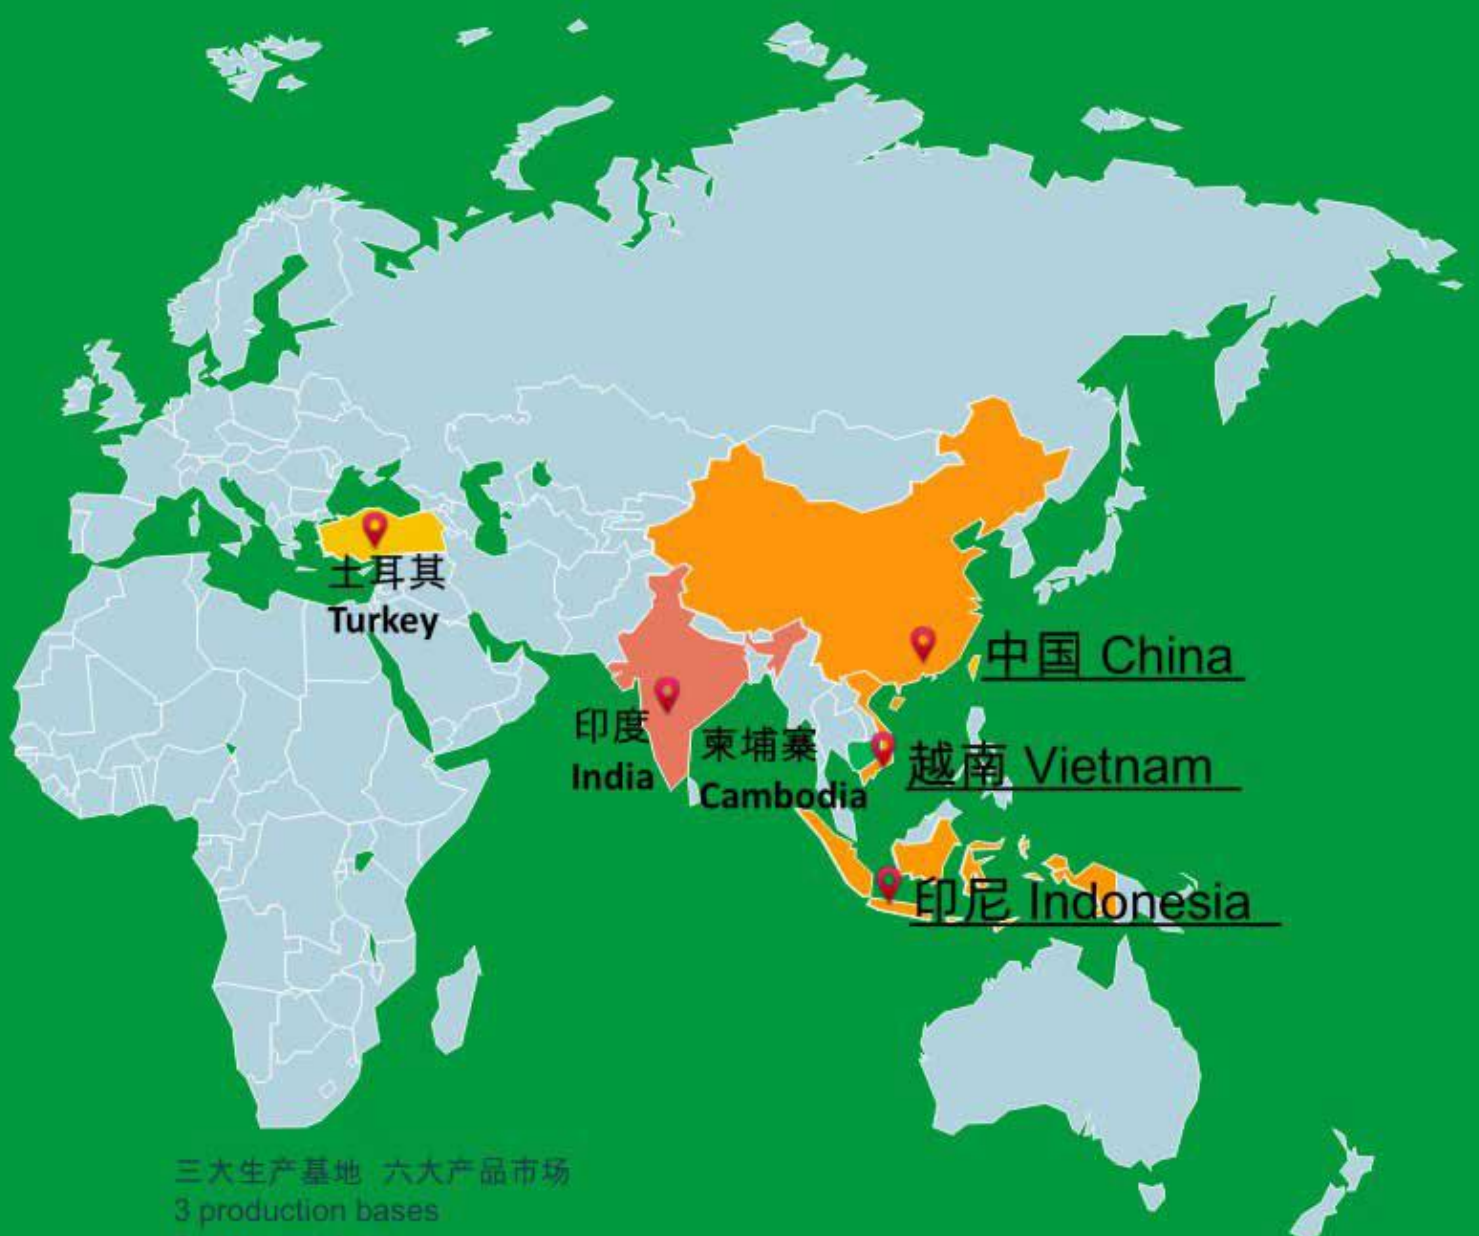 土耳其
Turkey
中国 China
印度
India
柬埔寨
Cambodia
越南 Vietnam
印尼 Indonesia
三大生产基地 六大产品市场
3 production bases